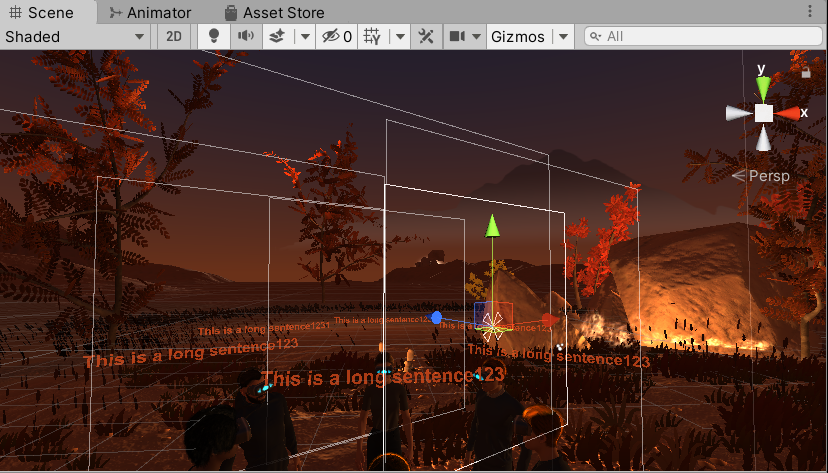 Scene Animator Asset Store
Shaded 2D 0 Gizmos All
y
x
Persp
This is a long sentence1231 This is a long sentence123 This is a long sentence123
This is a long sentence123 This is a long sentence123
This is a long sentence123